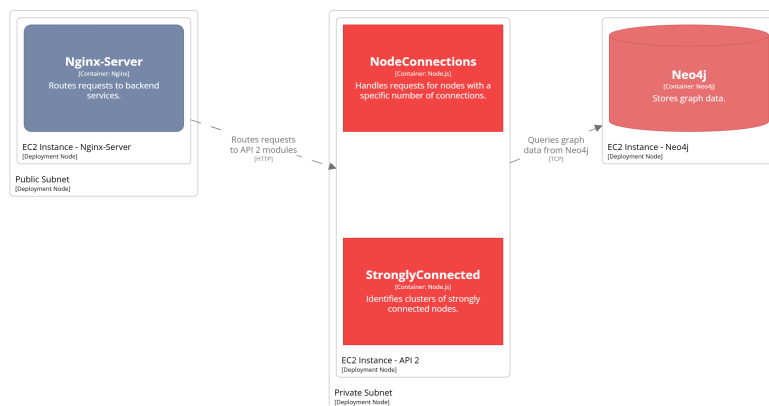 Nginx-Server
[Container: Nginx]
Routes requests to backend
services.
EC2 Instance - Nginx-Server
[Deployment Node]
Public Subnet
[Deployment Node]
Routes requests
to API 2 modules
[HTTP]
NodeConnections
[Container: Node.js]
Handles requests for nodes with a
specific number of connections.
StronglyConnected
[Container: Node.js]
Identifies clusters of strongly
connected nodes.
EC2 Instance - API 2
[Deployment Node]
Private Subnet
[Deployment Node]
Queries graph
data from Neo4j
[TCP]
Neo4j
[Container: Neo4j]
Stores graph data.
EC2 Instance - Neo4j
[Deployment Node]